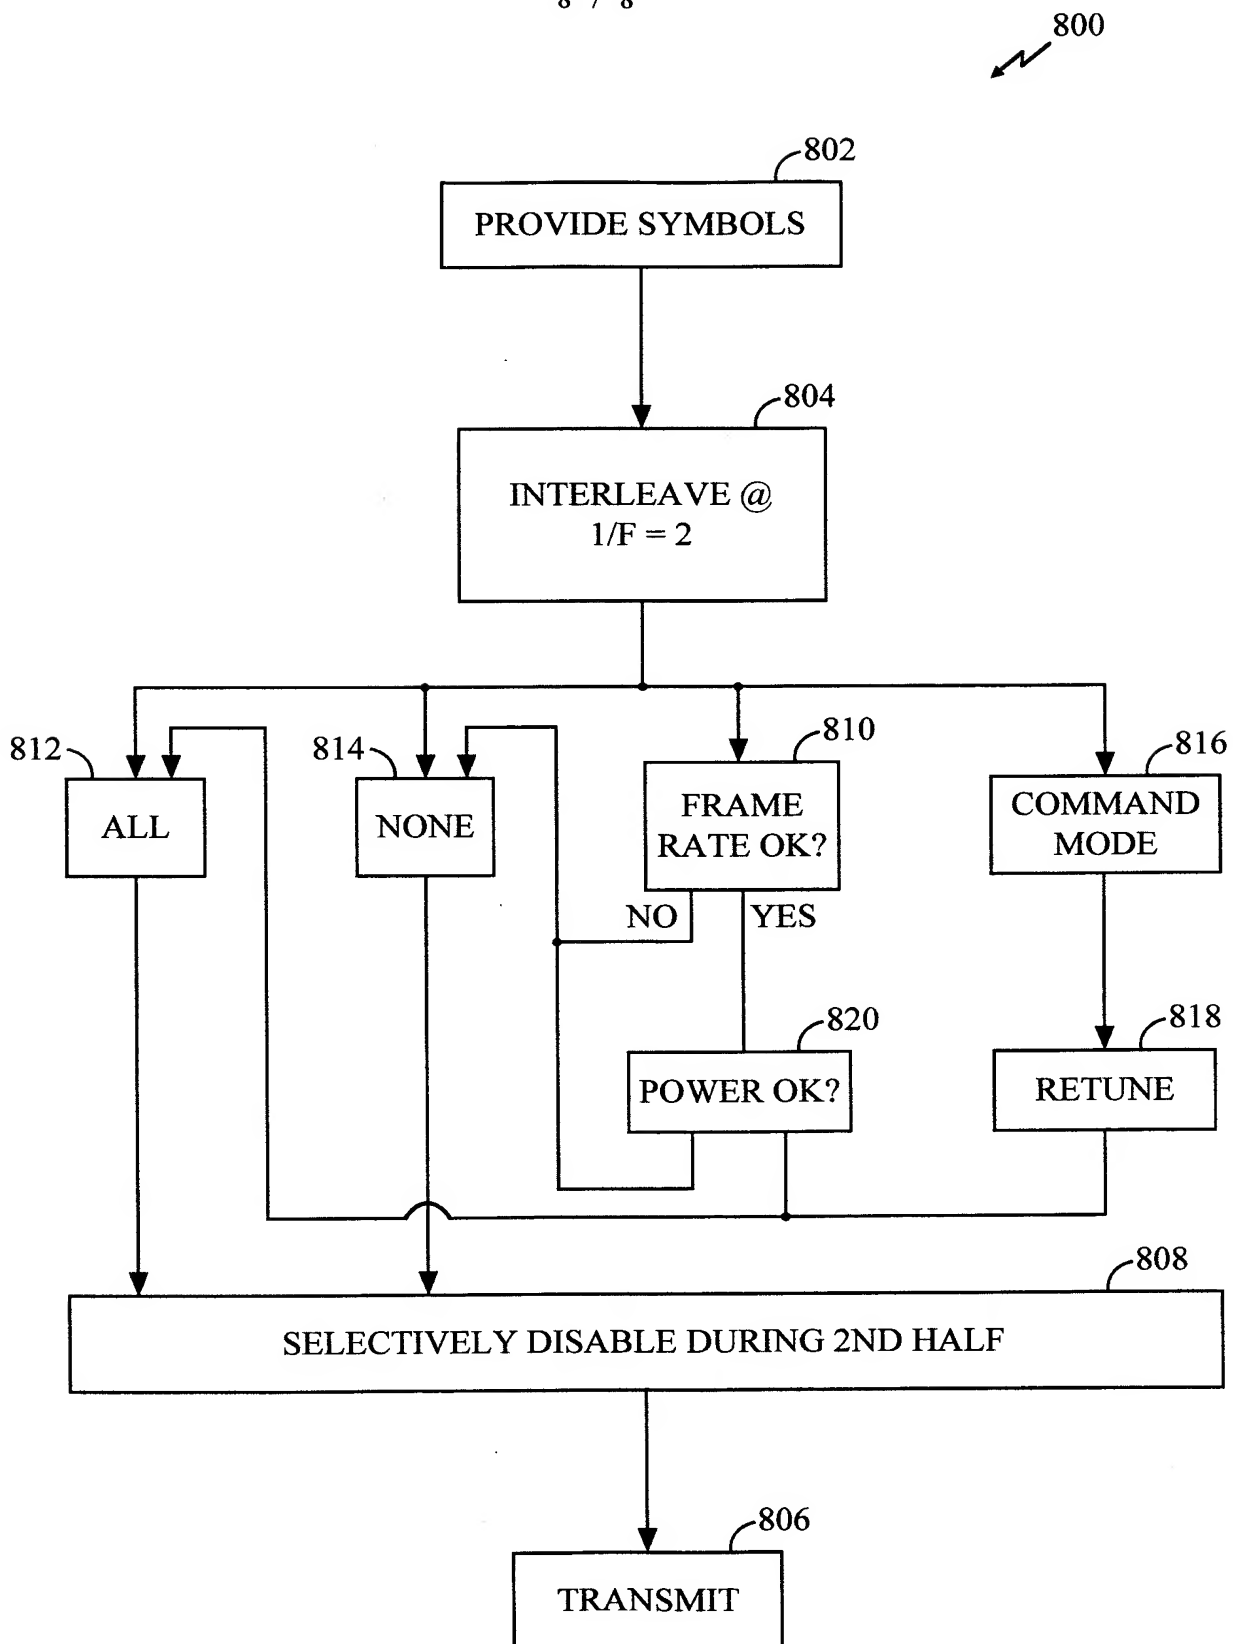 8 / 8
800
802
PROVIDE SYMBOLS
804
INTERLEAVE @
1/F = 2
812
814
810
816
ALL
NONE
FRAME
RATE OK?
COMMAND
MODE
NO
YES
820
818
POWER OK?
RETUNE
808
SELECTIVELY DISABLE DURING 2ND HALF
806
TRANSMIT